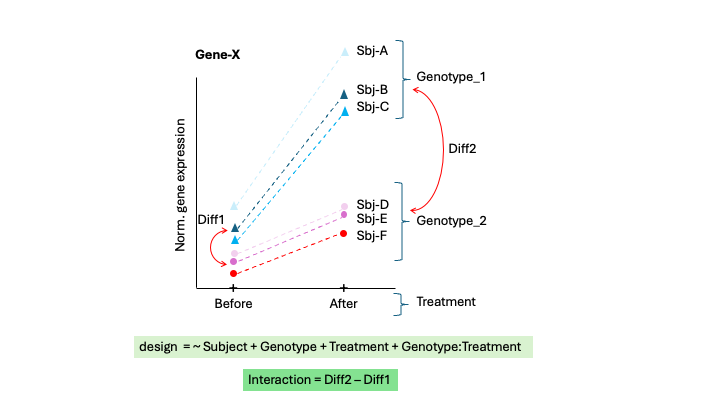 Gene-X
Norm. gene expression
Sbj-A
Sbj-B
Sbj-C
Genotype_1
Diff2
Sbj-D
Sbj-E
Sbj-F
Genotype_2
Diff1
Before
After
Treatment
design = ~ Subject + Genotype + Treatment + Genotype:Treatment
Interaction = Diff2 – Diff1